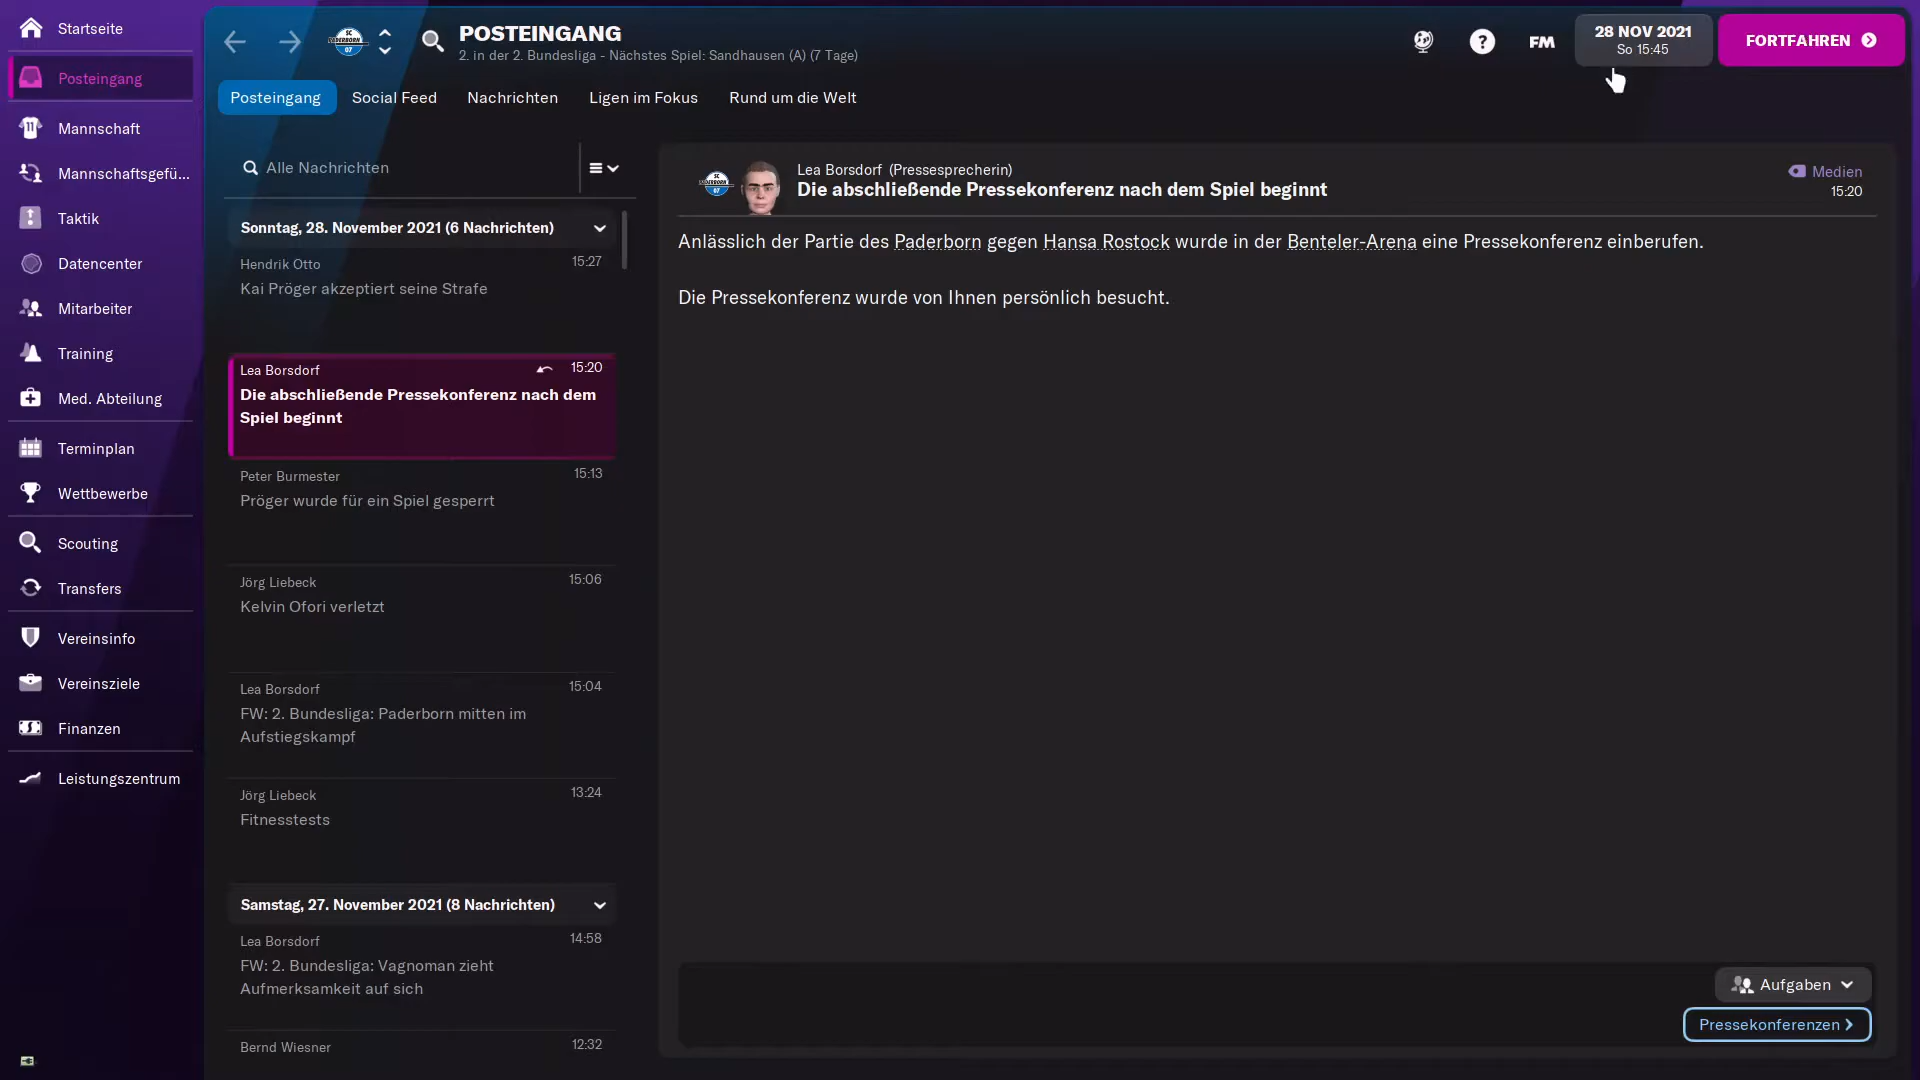 Startseite
Posteingang
Mannschaft
Mannschaftsgefü...
Taktik
Datencenter
Mitarbeiter
Training
Med. Abteilung
Terminplan
Wettbewerbe
Scouting
Transfers
Vereinsinfo
Vereinsziele
Finanzen
Leistungszentrum
POSTEINGANG
2. in der 2. Bundesliga - Nächstes Spiel: Sandhausen (A) (7 Tage)
FM
28 NOV 2021
So 15:45
FORTFAHREN
Posteingang Social Feed Nachrichten Ligen im Fokus Rund um die Welt
Alle Nachrichten
Sonntag, 28. November 2021 (6 Nachrichten)
Hendrik Otto 15:27
Kai Pröger akzeptiert seine Strafe
Lea Borsdorf 15:20
Die abschließende Pressekonferenz nach dem
Spiel beginnt
Peter Burmester 15:13
Pröger wurde für ein Spiel gesperrt
Jörg Liebeck 15:06
Kelvin Ofori verletzt
Lea Borsdorf 15:04
FW: 2. Bundesliga: Paderborn mitten im
Aufstiegskampf
Jörg Liebeck 13:24
Fitnesstests
Samstag, 27. November 2021 (8 Nachrichten)
Lea Borsdorf 14:58
FW: 2. Bundesliga: Vagnoman zieht
Aufmerksamkeit auf sich
Bernd Wiesner 12:32
Lea Borsdorf (Pressesprecherin)
Die abschließende Pressekonferenz nach dem Spiel beginnt
Medien
15:20
Anlässlich der Partie des Paderborn gegen Hansa Rostock wurde in der Benteler-Arena eine Pressekonferenz einberufen.
Die Pressekonferenz wurde von Ihnen persönlich besucht.
Aufgaben
Pressekonferenzen